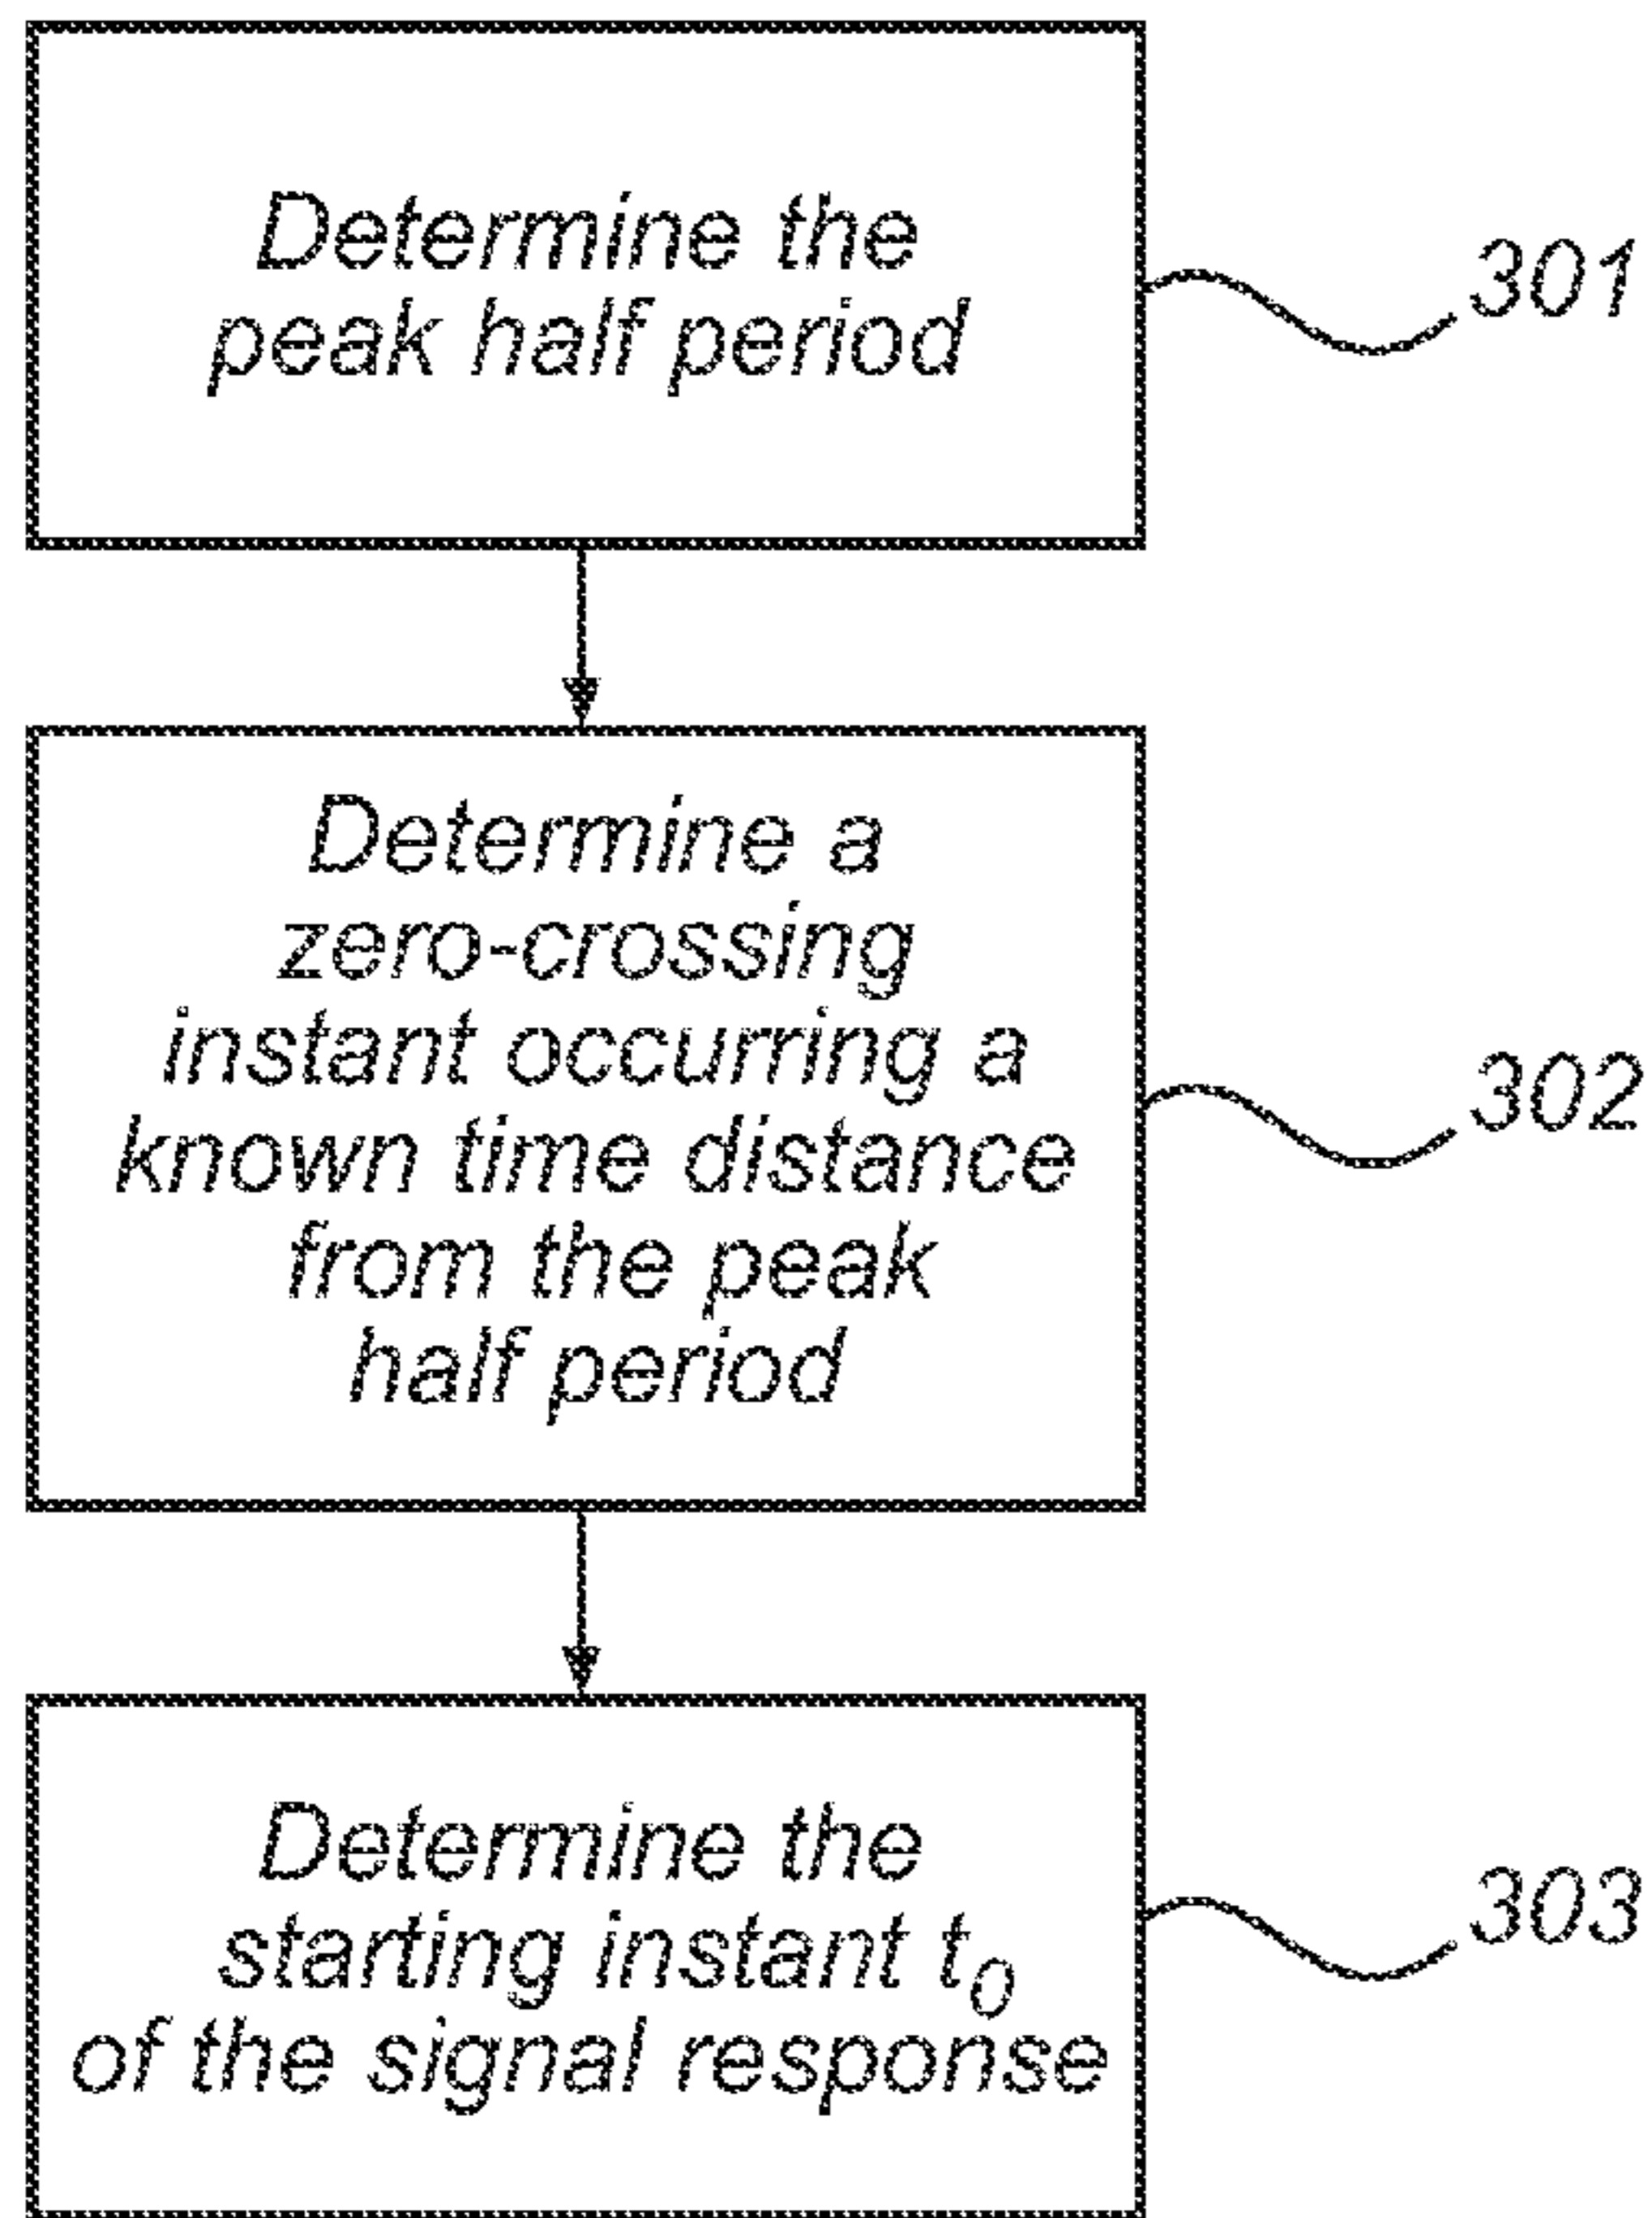 Determine the
peak half period
301
Determine a
zero-crossing
instant occurring a
known time distance
from the peak
half period
302
Determine the
starting instant t₀
of the signal response
303